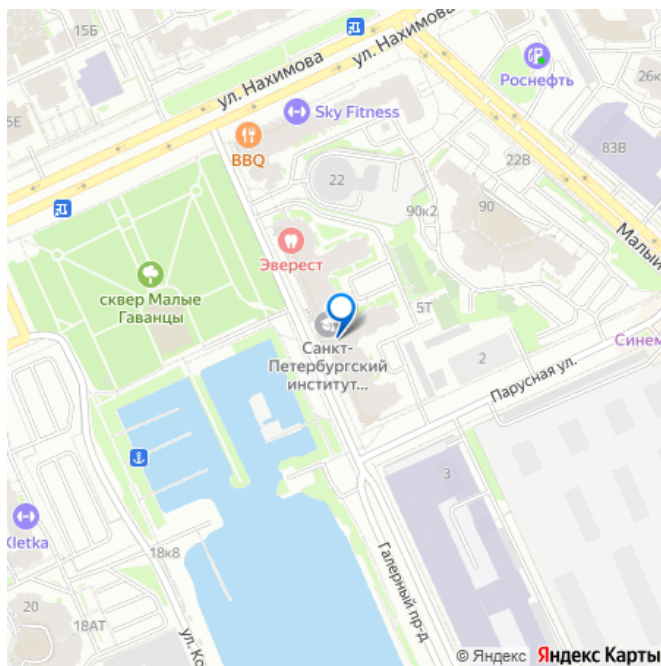 15Б
ул. Нахимова
ул. Нахимова
Роснефть
26к
Sky Fitness
5Е
BBQ
83В
22В
22
90к2
90
Малый
Эверест
сквер Малые
Гаванцы
5Т
Санкт-
Петербургский
институт...
2
Синем
Парусная ул.
3
Kletka
18к8
Галерный пр-д
20
18АТ
ул. Ко
© Яндекс
Яндекс Карты